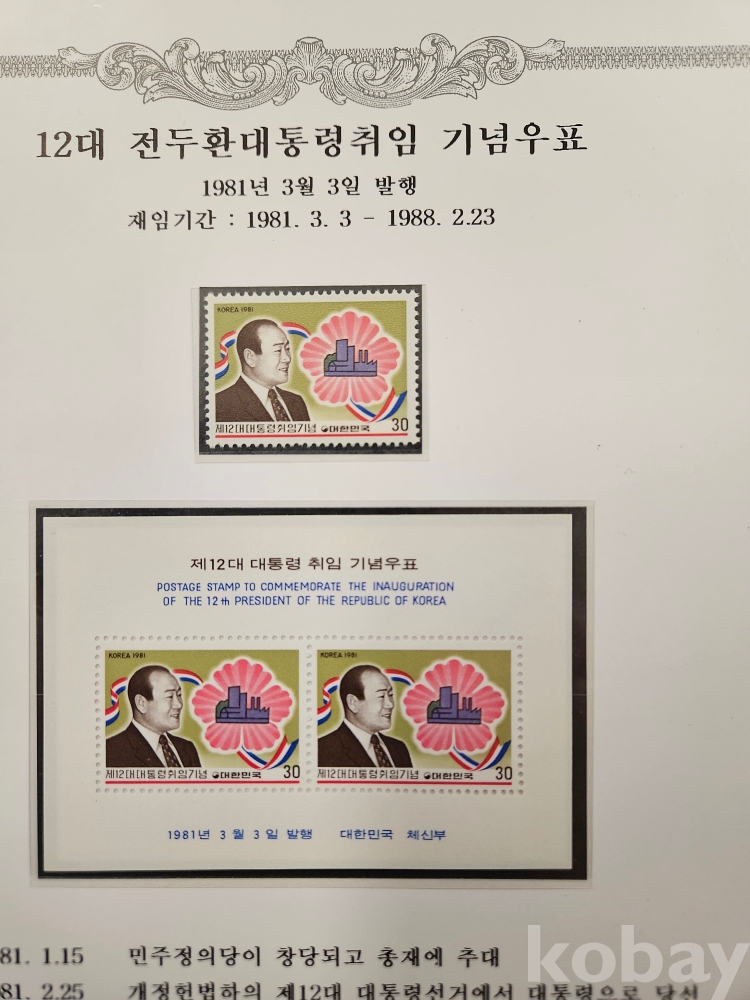 12대 전두환대통령취임 기념우표
1981년 3월 3일 발행
재임기간 : 1981. 3. 3 - 1988. 2.23
KOREA 1981
제12대대통령취임기념 대한민국 30
제12대 대통령 취임 기념우표
POSTAGE STAMP TO COMMEMORATE THE INAUGURATION
OF THE 12th PRESIDENT OF THE REPUBLIC OF KOREA
KOREA 1981 KOREA 1981
제12대대통령취임기념 대한민국 30 제12대대통령취임기념 대한민국 30
1981년 3월 3일 발행 대한민국 체신부
81. 1.15 민주정의당이 창당되고 총재에 추대
81. 2.25 개정헌법하의 제12대 대통령선거에서 대통령으로 당서
kobay